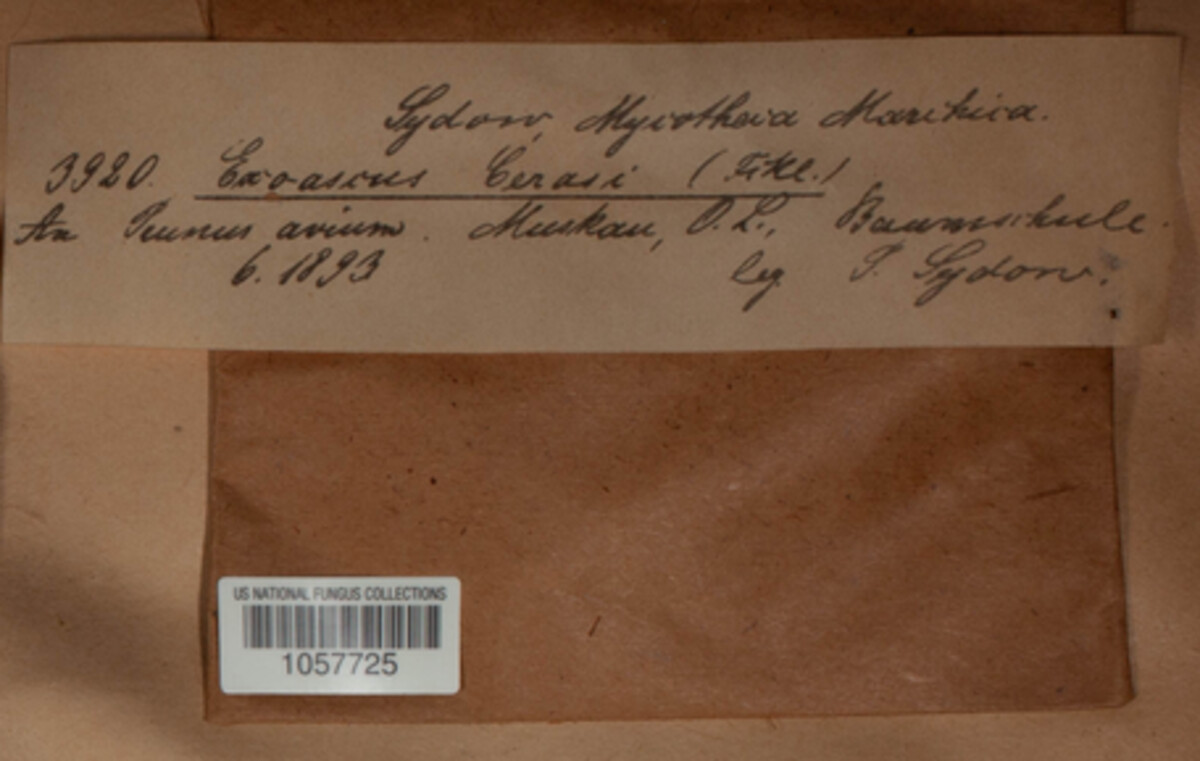 Sydow, Mycotheca Marchica.
3920. Exoascus Cerasi (Fckl.)
An Prunus avium. Muskau, O. L., Baumschule.
6. 1893 leg P. Sydow.
US NATIONAL FUNGUS COLLECTIONS
1057725